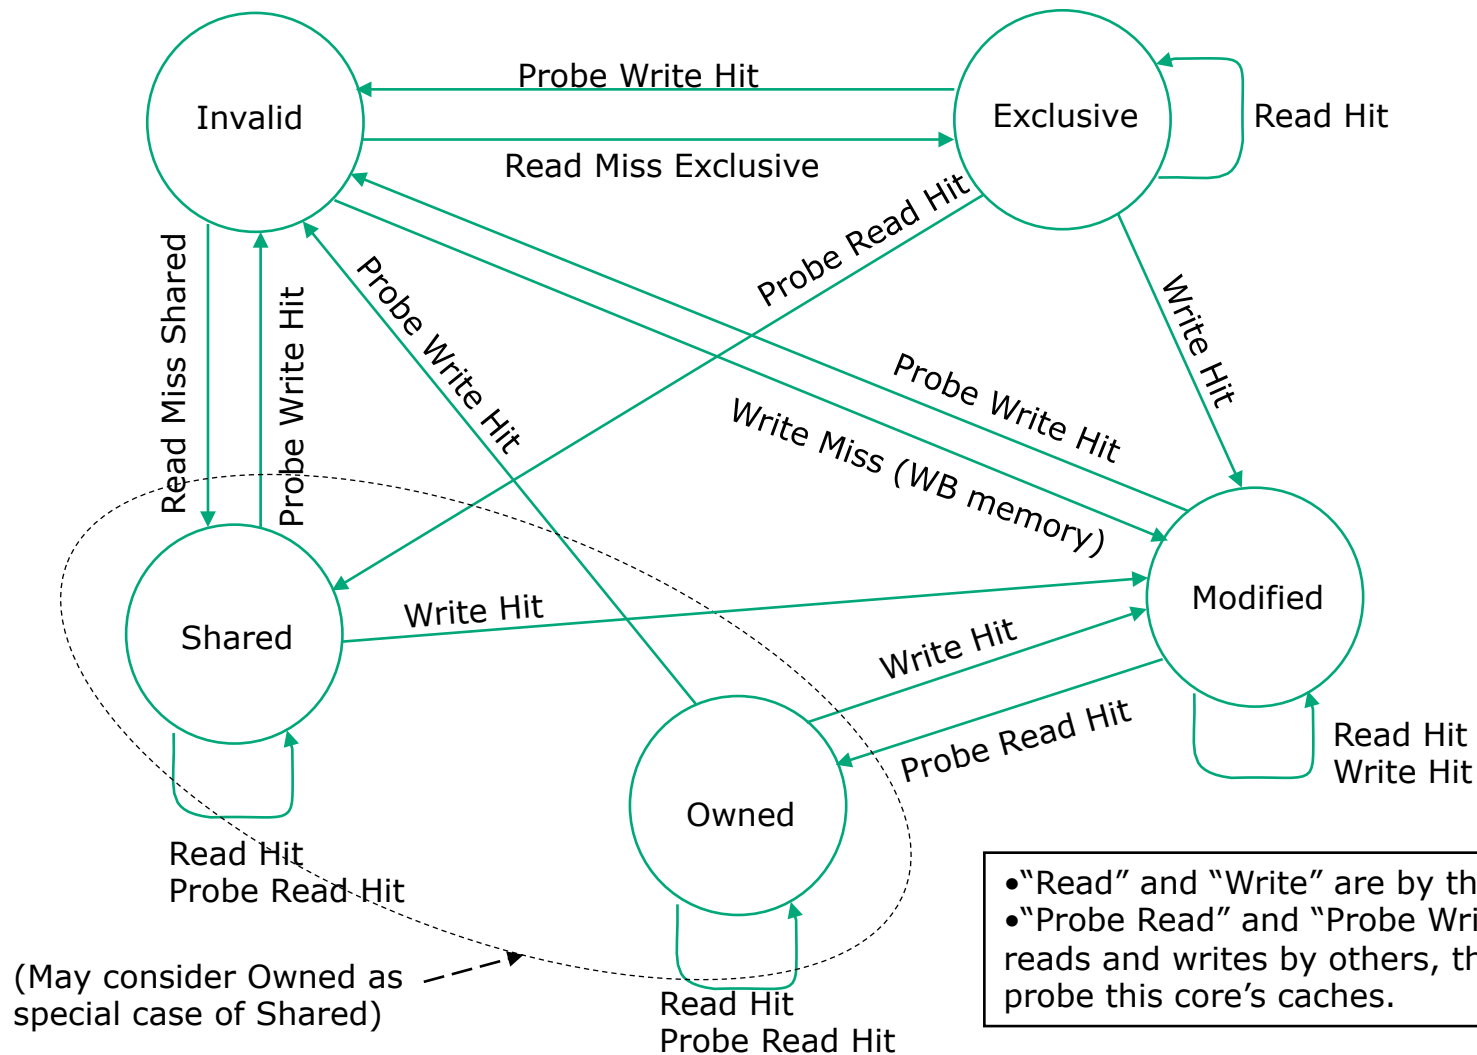 Probe Write Hit
Invalid
Exclusive
Read Hit
Read Miss Exclusive
Probe Read Hit
Read Miss Shared
Probe Write Hit
Probe Write Hit
Write Hit
Probe Write Hit
Write Miss (WB memory)
Write Hit
Modified
Shared
Write Hit
Probe Read Hit
Read Hit
Write Hit
Owned
Read Hit
Probe Read Hit
•“Read” and “Write” are by
•“Probe Read” and “Probe
reads and writes by others,
probe this core’s caches.
(May consider Owned as
special case of Shared)
Read Hit
Probe Read Hit